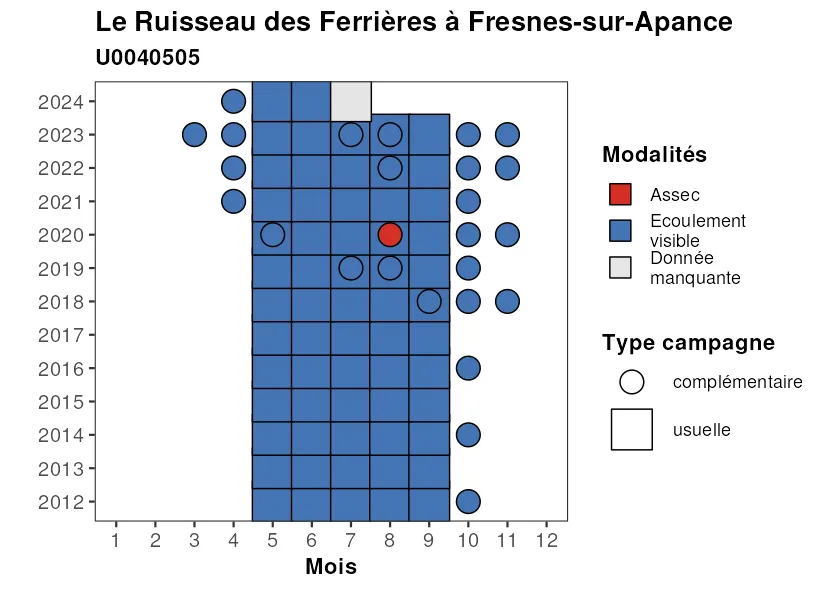 Le Ruisseau des Ferrières à Fresnes-sur-Apance
U0040505
2024
2023
2022
2021
2020
2019
2018
2017
2016
2015
2014
2013
2012
1 2 3 4 5 6 7 8 9 10 11 12
Mois
Modalités
Assec
Ecoulement
visible
Donnée
manquante
Type campagne
complémentaire
usuelle